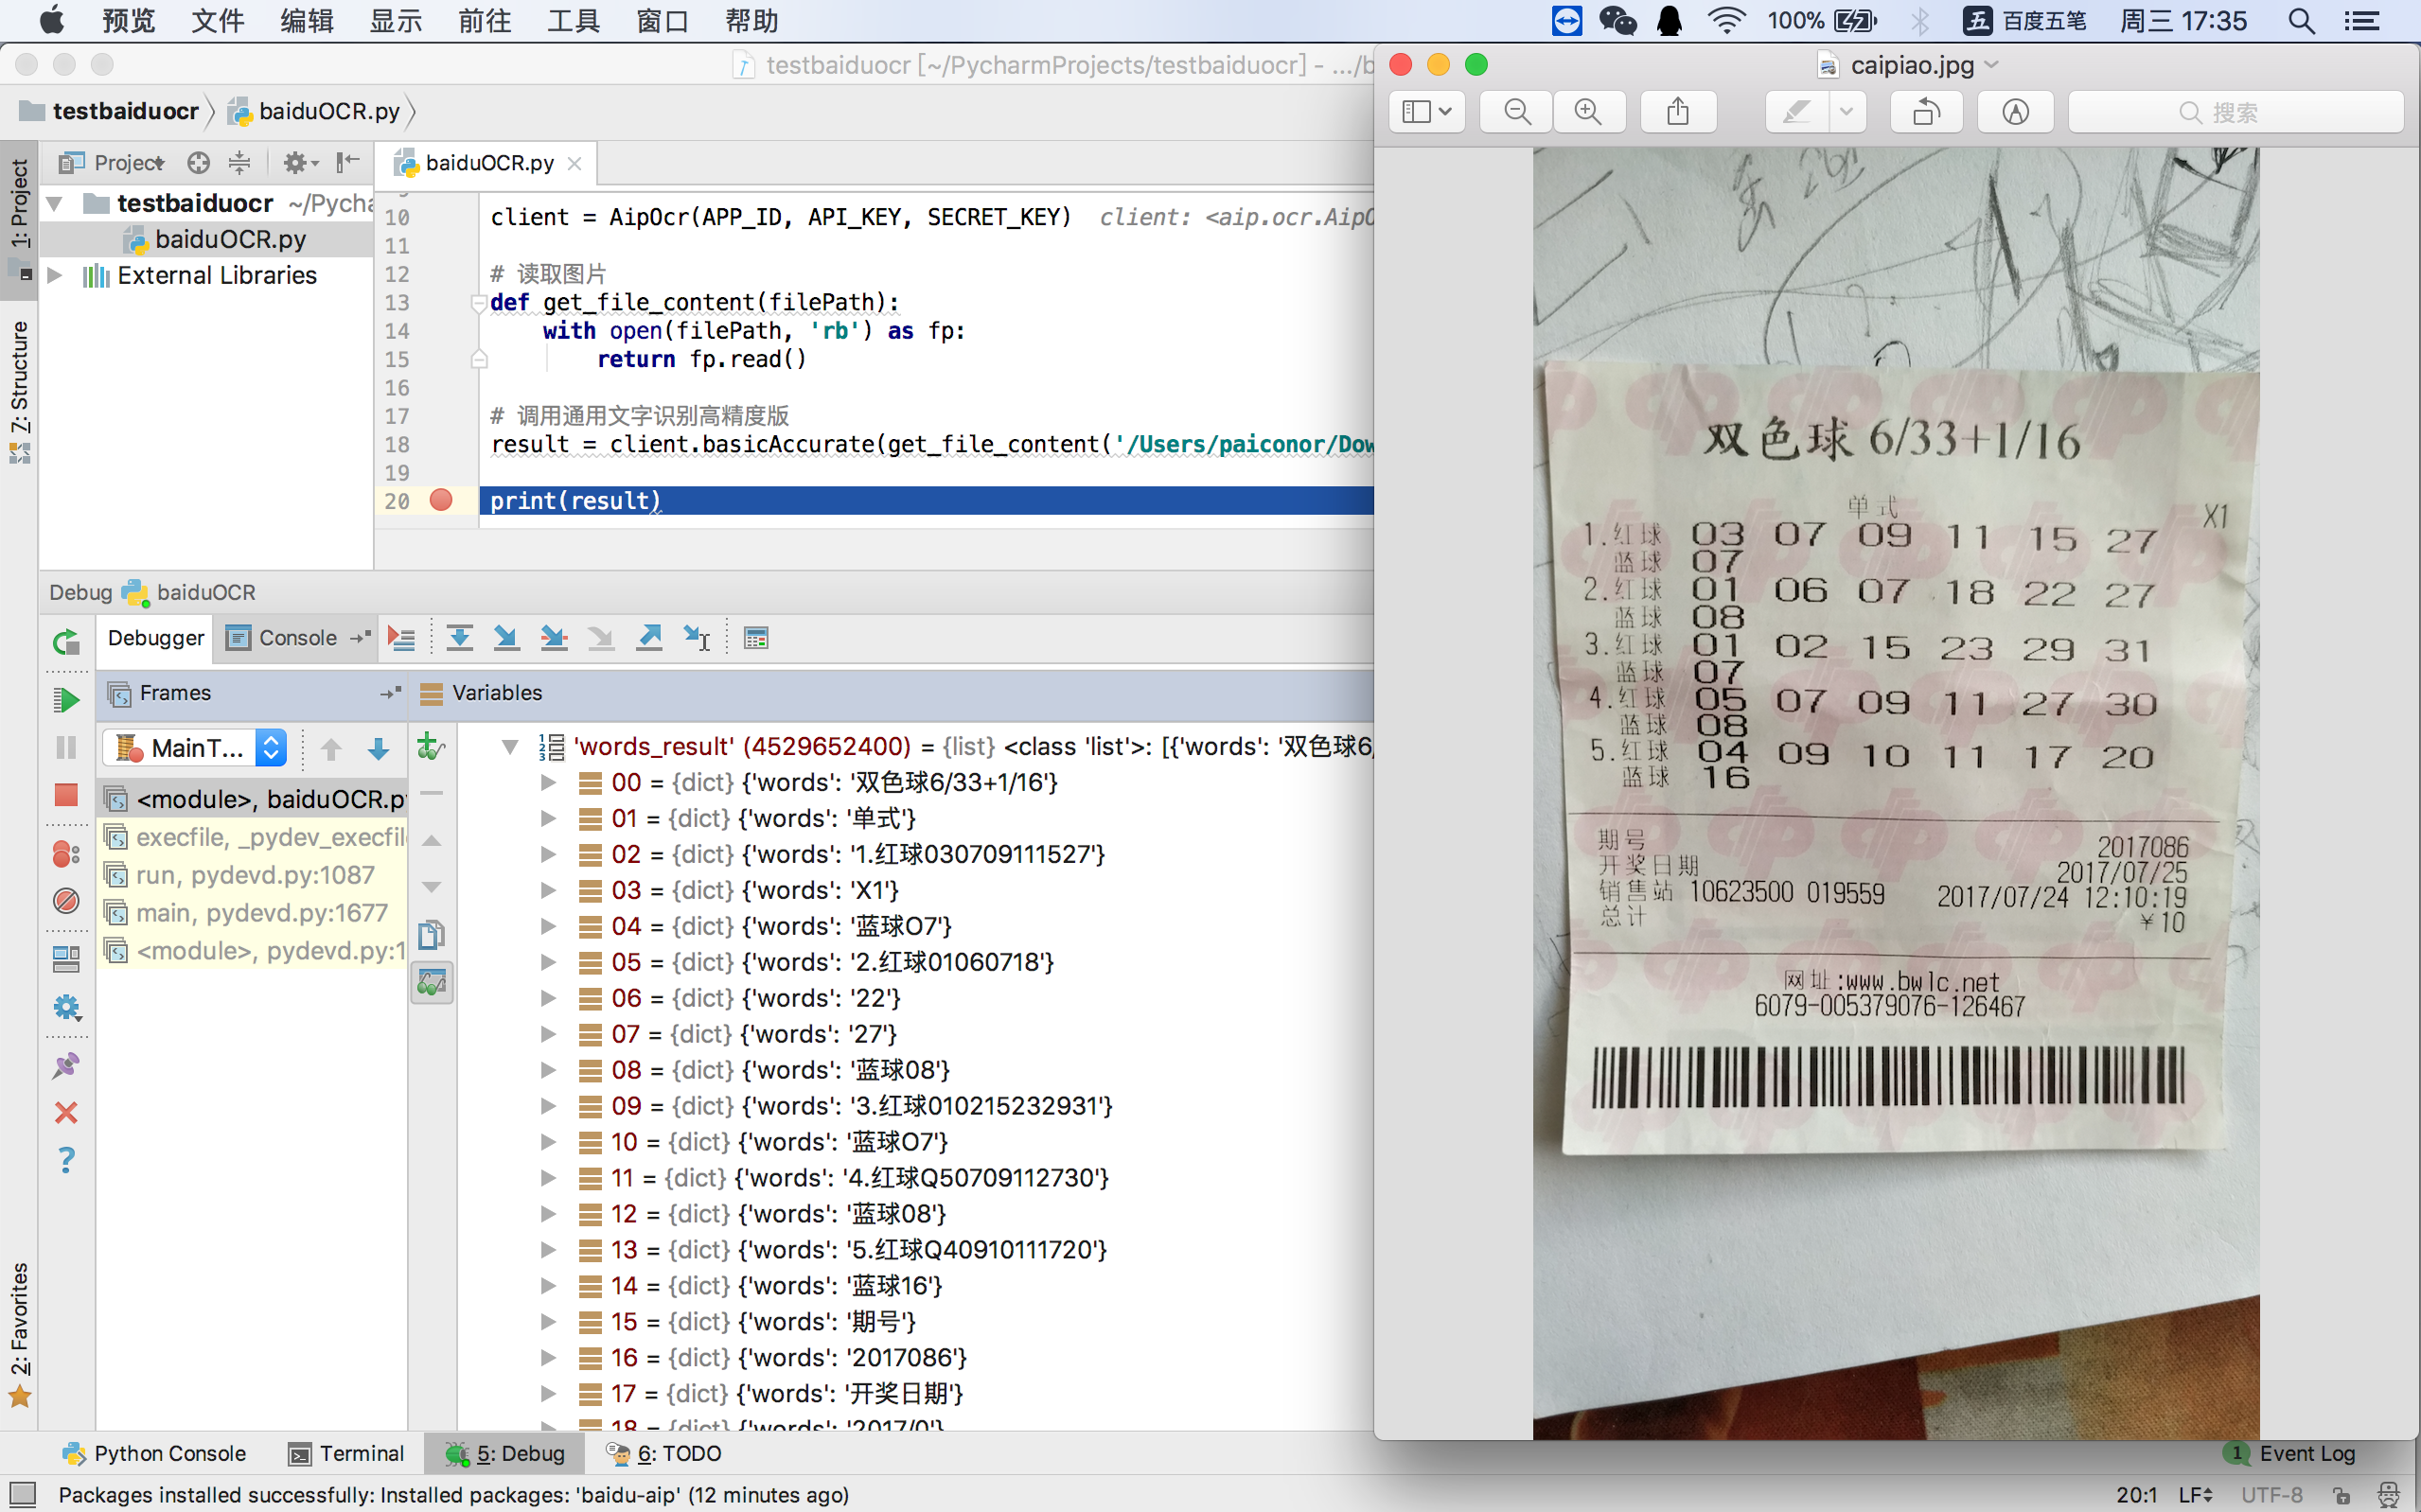 预览 文件 编辑 显示 前往 工具 窗口 帮助 100% 百度五笔 周三 17:35
testbaiduocr [~/PycharmProjects/testbaiduocr] - .../b
testbaiduocr baiduOCR.py
1: Project
7: Structure
2: Favorites
Project
testbaiduocr ~/Pycha
baiduOCR.py
External Libraries
baiduOCR.py
10 client = AipOcr(APP_ID, API_KEY, SECRET_KEY) client: <aip.ocr.AipO
11
12 # 读取图片
13 def get_file_content(filePath):
14 with open(filePath, 'rb') as fp:
15 return fp.read()
16
17 # 调用通用文字识别高精度版
18 result = client.basicAccurate(get_file_content('/Users/paiconor/Dow
19
20 print(result)
Debug baiduOCR
Debugger Console
Frames
MainT...
<module>, baiduOCR.py
execfile, _pydev_execfil
run, pydevd.py:1087
main, pydevd.py:1677
<module>, pydevd.py:1
Variables
'words_result' (4529652400) = {list} <class 'list'>: [{'words': '双色球6/
00 = {dict} {'words': '双色球6/33+1/16'}
01 = {dict} {'words': '单式'}
02 = {dict} {'words': '1.红球030709111527'}
03 = {dict} {'words': 'X1'}
04 = {dict} {'words': '蓝球O7'}
05 = {dict} {'words': '2.红球01060718'}
06 = {dict} {'words': '22'}
07 = {dict} {'words': '27'}
08 = {dict} {'words': '蓝球08'}
09 = {dict} {'words': '3.红球010215232931'}
10 = {dict} {'words': '蓝球O7'}
11 = {dict} {'words': '4.红球Q50709112730'}
12 = {dict} {'words': '蓝球08'}
13 = {dict} {'words': '5.红球Q40910111720'}
14 = {dict} {'words': '蓝球16'}
15 = {dict} {'words': '期号'}
16 = {dict} {'words': '2017086'}
17 = {dict} {'words': '开奖日期'}
18 = {dict} {'words': '2017/0'}
Python Console Terminal 5: Debug 6: TODO 1 Event Log
Packages installed successfully: Installed packages: 'baidu-aip' (12 minutes ago) 20:1 LF UTF-8
caipiao.jpg
搜索
双色球 6/33+1/16
单式
X1
1.红球 03 07 09 11 15 27
蓝球 07
2.红球 01 06 07 18 22 27
蓝球 08
3.红球 01 02 15 23 29 31
蓝球 07
4.红球 05 07 09 11 27 30
蓝球 08
5.红球 04 09 10 11 17 20
蓝球 16
期号 2017086
开奖日期 2017/07/25
销售站 10623500 019559 2017/07/24 12:10:19
总计 ¥10
网址:www.bwlc.net
6079-005379076-126467